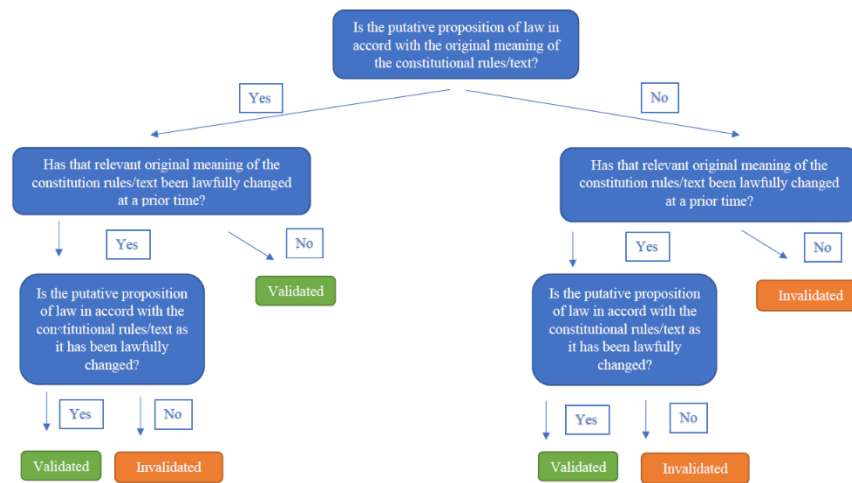 Is the putative proposition of law in
accord with the original meaning of
the constitutional rules/text?
Yes
No
Has that relevant original meaning of the
constitution rules/text been lawfully changed
at a prior time?
Has that relevant original meaning of the
constitution rules/text been lawfully changed
at a prior time?
Yes
No
Yes
No
Is the putative proposition
of law in accord with the
constitutional rules/text as
it has been lawfully
changed?
Validated
Is the putative proposition
of law in accord with the
constitutional rules/text as
it has been lawfully
changed?
Invalidated
Yes
No
Yes
No
Validated
Invalidated
Validated
Invalidated